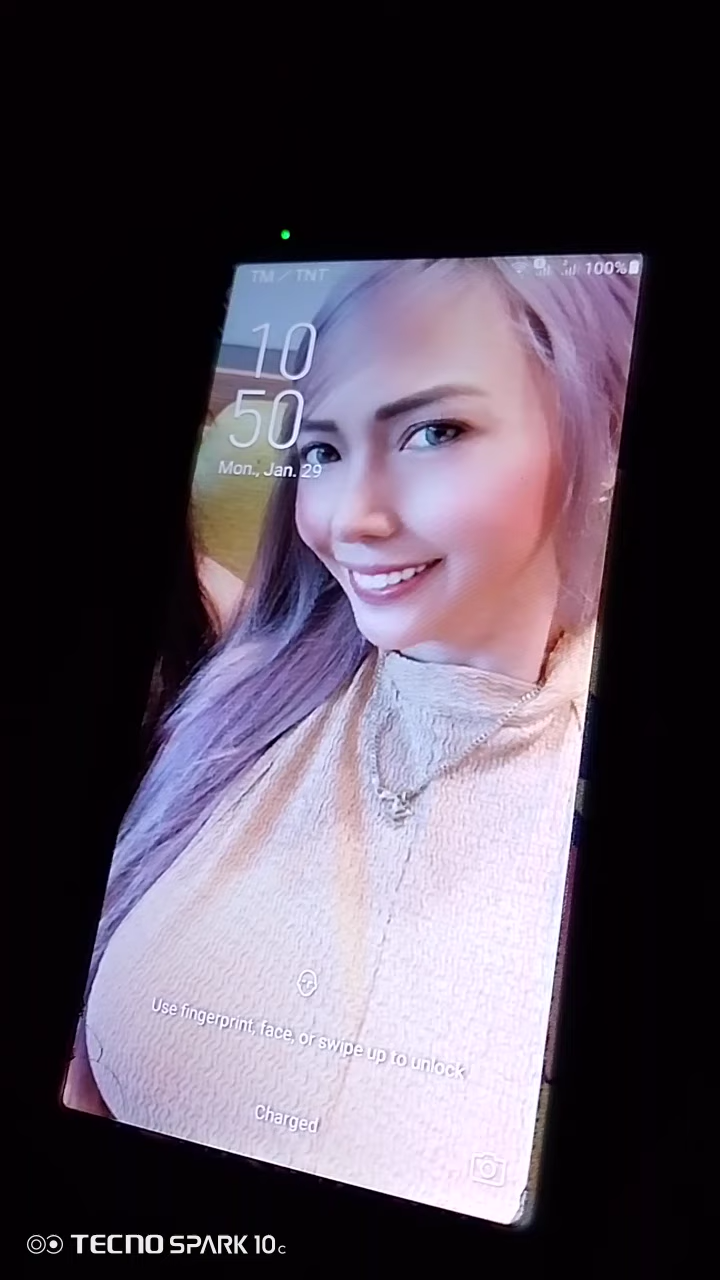 TM / TNT
100%
10
50
Mon., Jan. 29
Use fingerprint, face, or swipe up to unlock
Charged
TECNO SPARK 10C